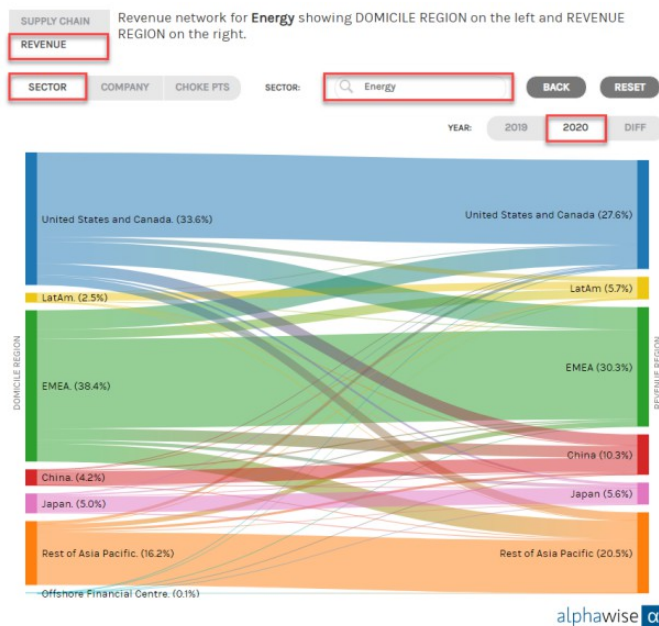 SUPPLY CHAIN
REVENUE
Revenue network for Energy showing DOMICILE REGION on the left and REVENUE
REGION on the right.
SECTOR COMPANY CHOKE PTS SECTOR: Energy BACK RESET
YEAR: 2019 2020 DIFF
United States and Canada. (33.6%)
LatAm. (2.5%)
EMEA. (38.4%)
China. (4.2%)
Japan. (5.0%)
Rest of Asia Pacific. (16.2%)
Offshore Financial Centre. (0.1%)
DOMICILE REGION
United States and Canada (27.6%)
LatAm (5.7%)
EMEA (30.3%)
China (10.3%)
Japan (5.6%)
Rest of Asia Pacific (20.5%)
REVENUE REGION
alphawise α